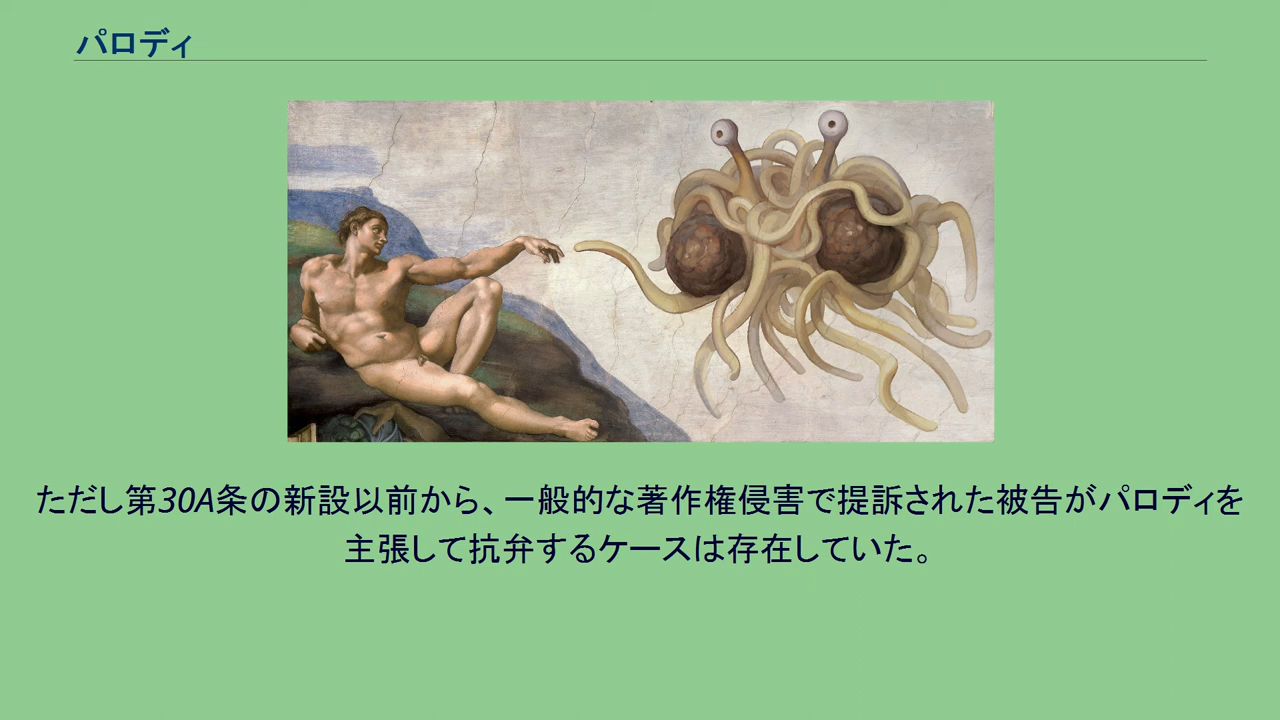 パロディ
ただし第30A条の新設以前から、一般的な著作権侵害で提訴された被告がパロディを
主張して抗弁するケースは存在していた。